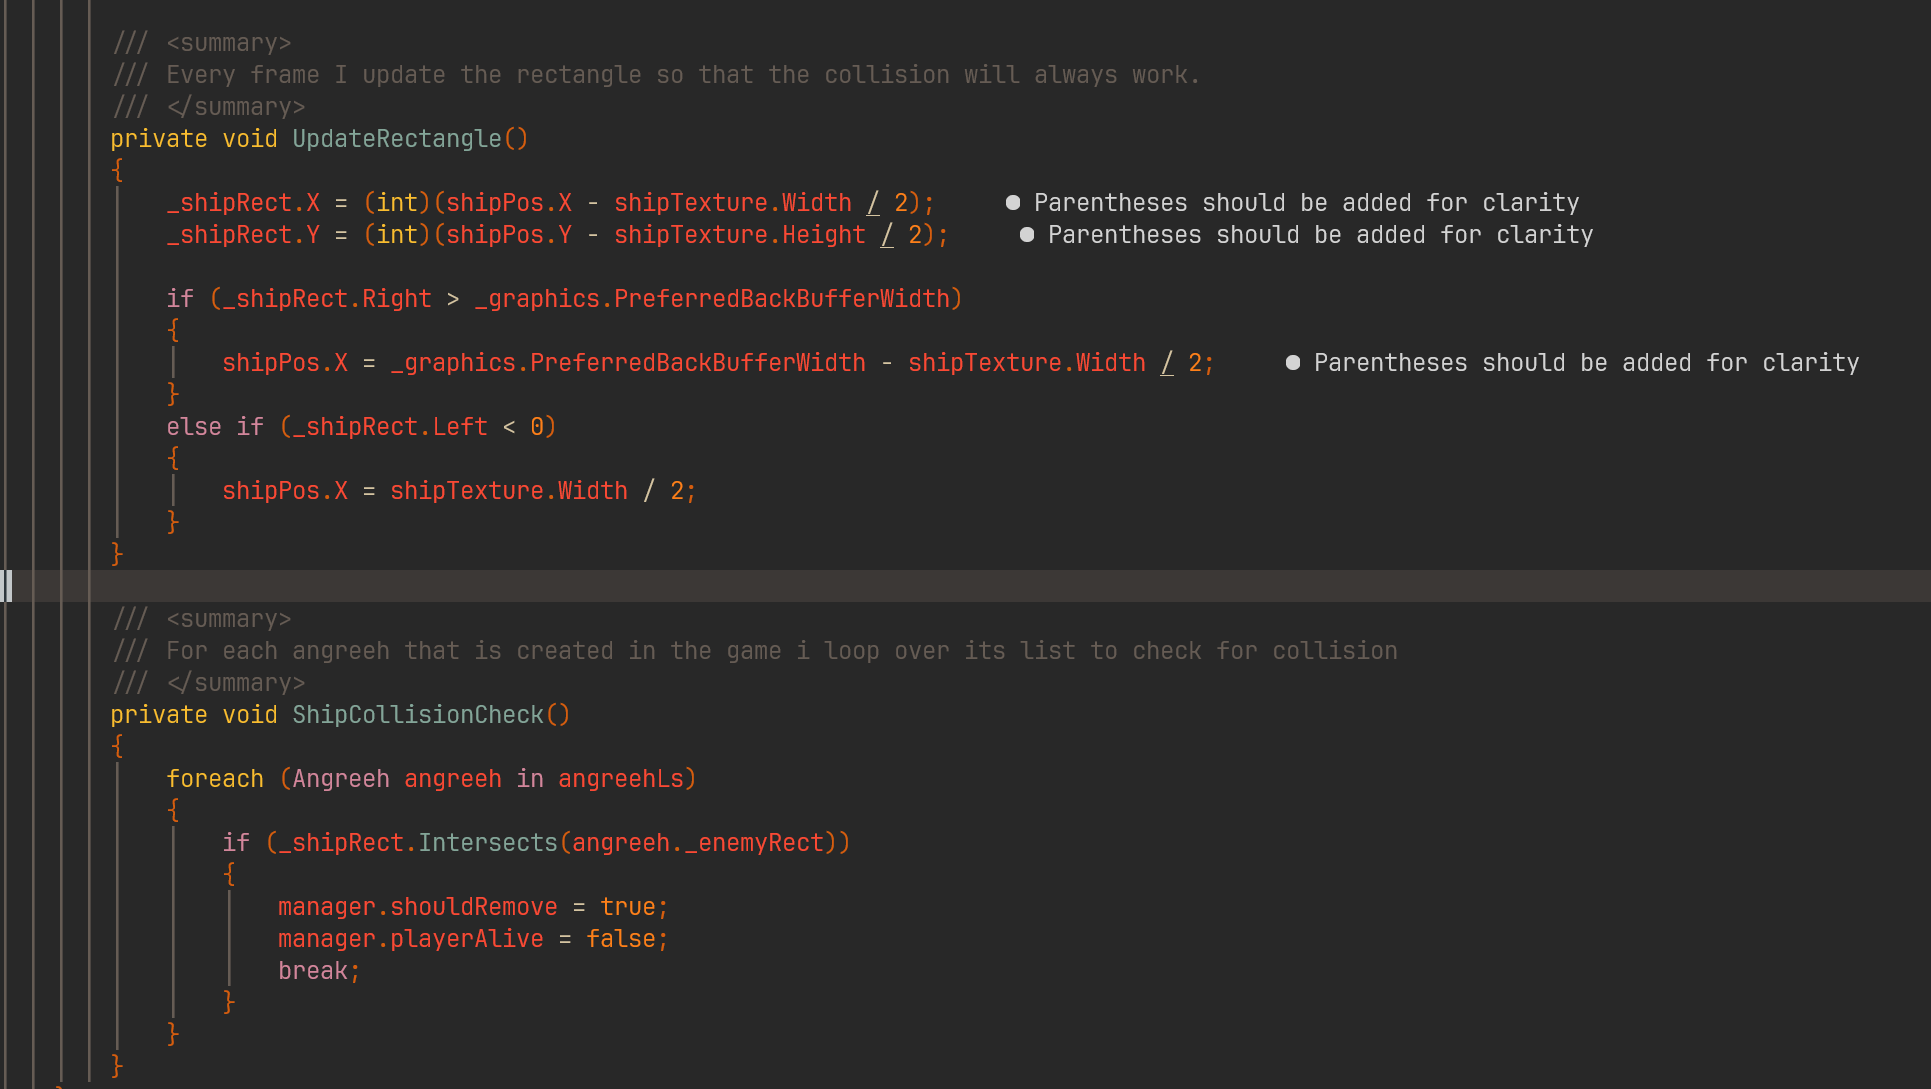 /// <summary>
/// Every frame I update the rectangle so that the collision will always work.
/// </summary>
private void UpdateRectangle()
{
_shipRect.X = (int)(shipPos.X - shipTexture.Width / 2); ● Parentheses should be added for clarity
_shipRect.Y = (int)(shipPos.Y - shipTexture.Height / 2); ● Parentheses should be added for clarity
if (_shipRect.Right > _graphics.PreferredBackBufferWidth)
{
shipPos.X = _graphics.PreferredBackBufferWidth - shipTexture.Width / 2; ● Parentheses should be added for clarity
}
else if (_shipRect.Left < 0)
{
shipPos.X = shipTexture.Width / 2;
}
}
/// <summary>
/// For each angreeh that is created in the game i loop over its list to check for collision
/// </summary>
private void ShipCollisionCheck()
{
foreach (Angreeh angreeh in angreehLs)
{
if (_shipRect.Intersects(angreeh._enemyRect))
{
manager.shouldRemove = true;
manager.playerAlive = false;
break;
}
}
}